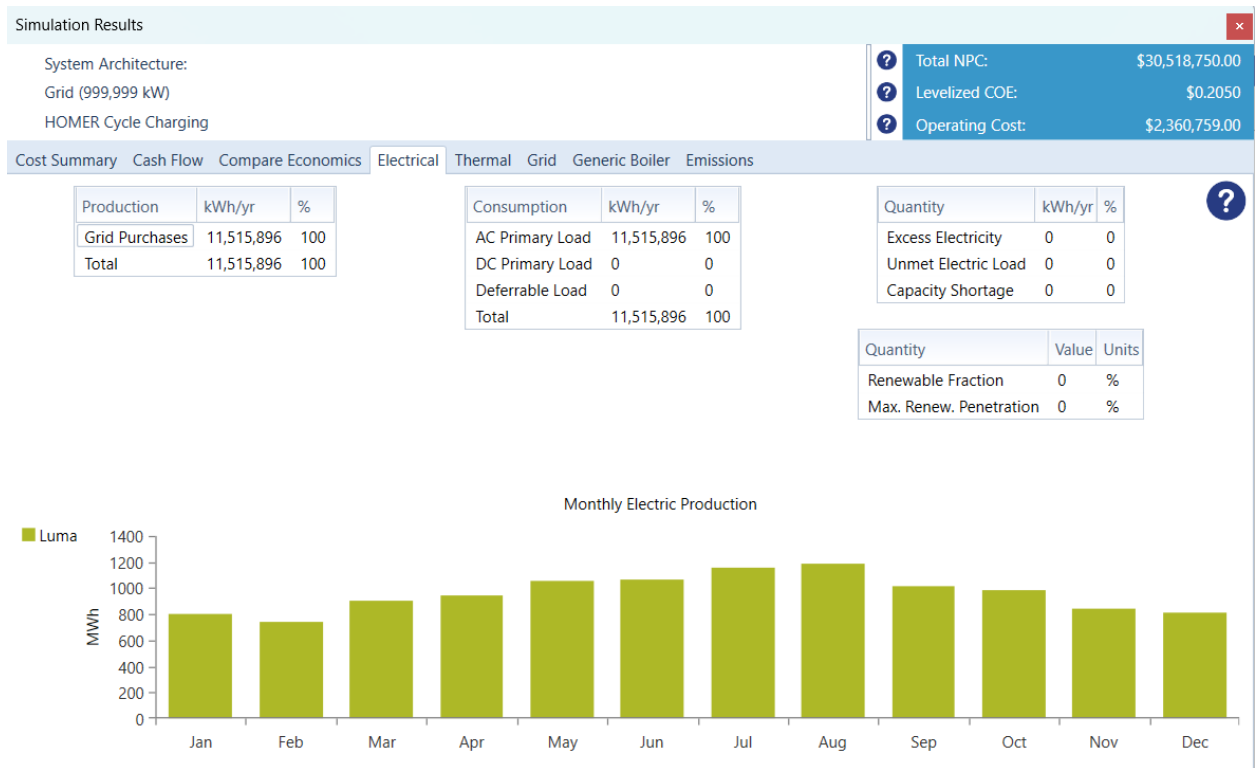 Simulation Results
×
System Architecture:
Grid (999,999 kW)
HOMER Cycle Charging
? Total NPC: $30,518,750.00
? Levelized COE: $0.2050
? Operating Cost: $2,360,759.00
Cost Summary Cash Flow Compare Economics Electrical Thermal Grid Generic Boiler Emissions
Production kWh/yr %
Grid Purchases 11,515,896 100
Total 11,515,896 100
Consumption kWh/yr %
AC Primary Load 11,515,896 100
DC Primary Load 0 0
Deferrable Load 0 0
Total 11,515,896 100
Quantity kWh/yr %
Excess Electricity 0 0
Unmet Electric Load 0 0
Capacity Shortage 0 0
?
Quantity Value Units
Renewable Fraction 0 %
Max. Renew. Penetration 0 %
Monthly Electric Production
Luma
MWh
1400
1200
1000
800
600
400
200
0
Jan Feb Mar Apr May Jun Jul Aug Sep Oct Nov Dec